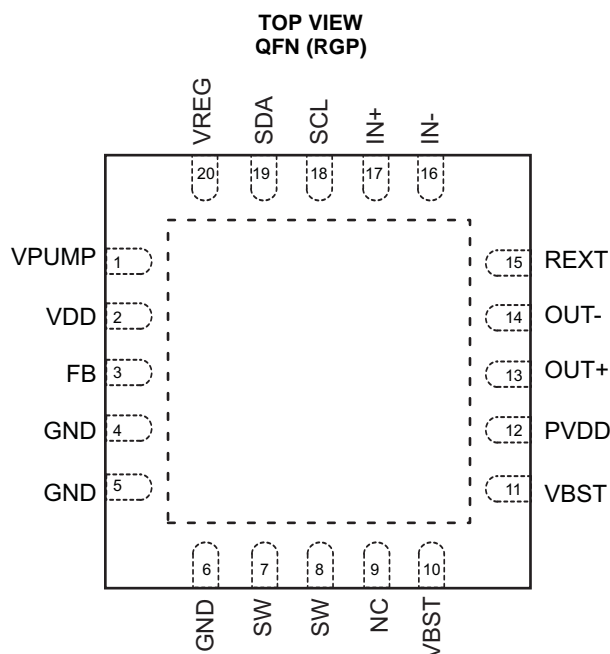 TOP VIEW
QFN (RGP)
VREG
SDA
SCL
IN+
IN-
20
19
18
17
16
VPUMP 1
VDD 2
FB 3
GND 4
GND 5
15 REXT
14 OUT-
13 OUT+
12 PVDD
11 VBST
6
7
8
9
10
GND
SW
SW
NC
VBST